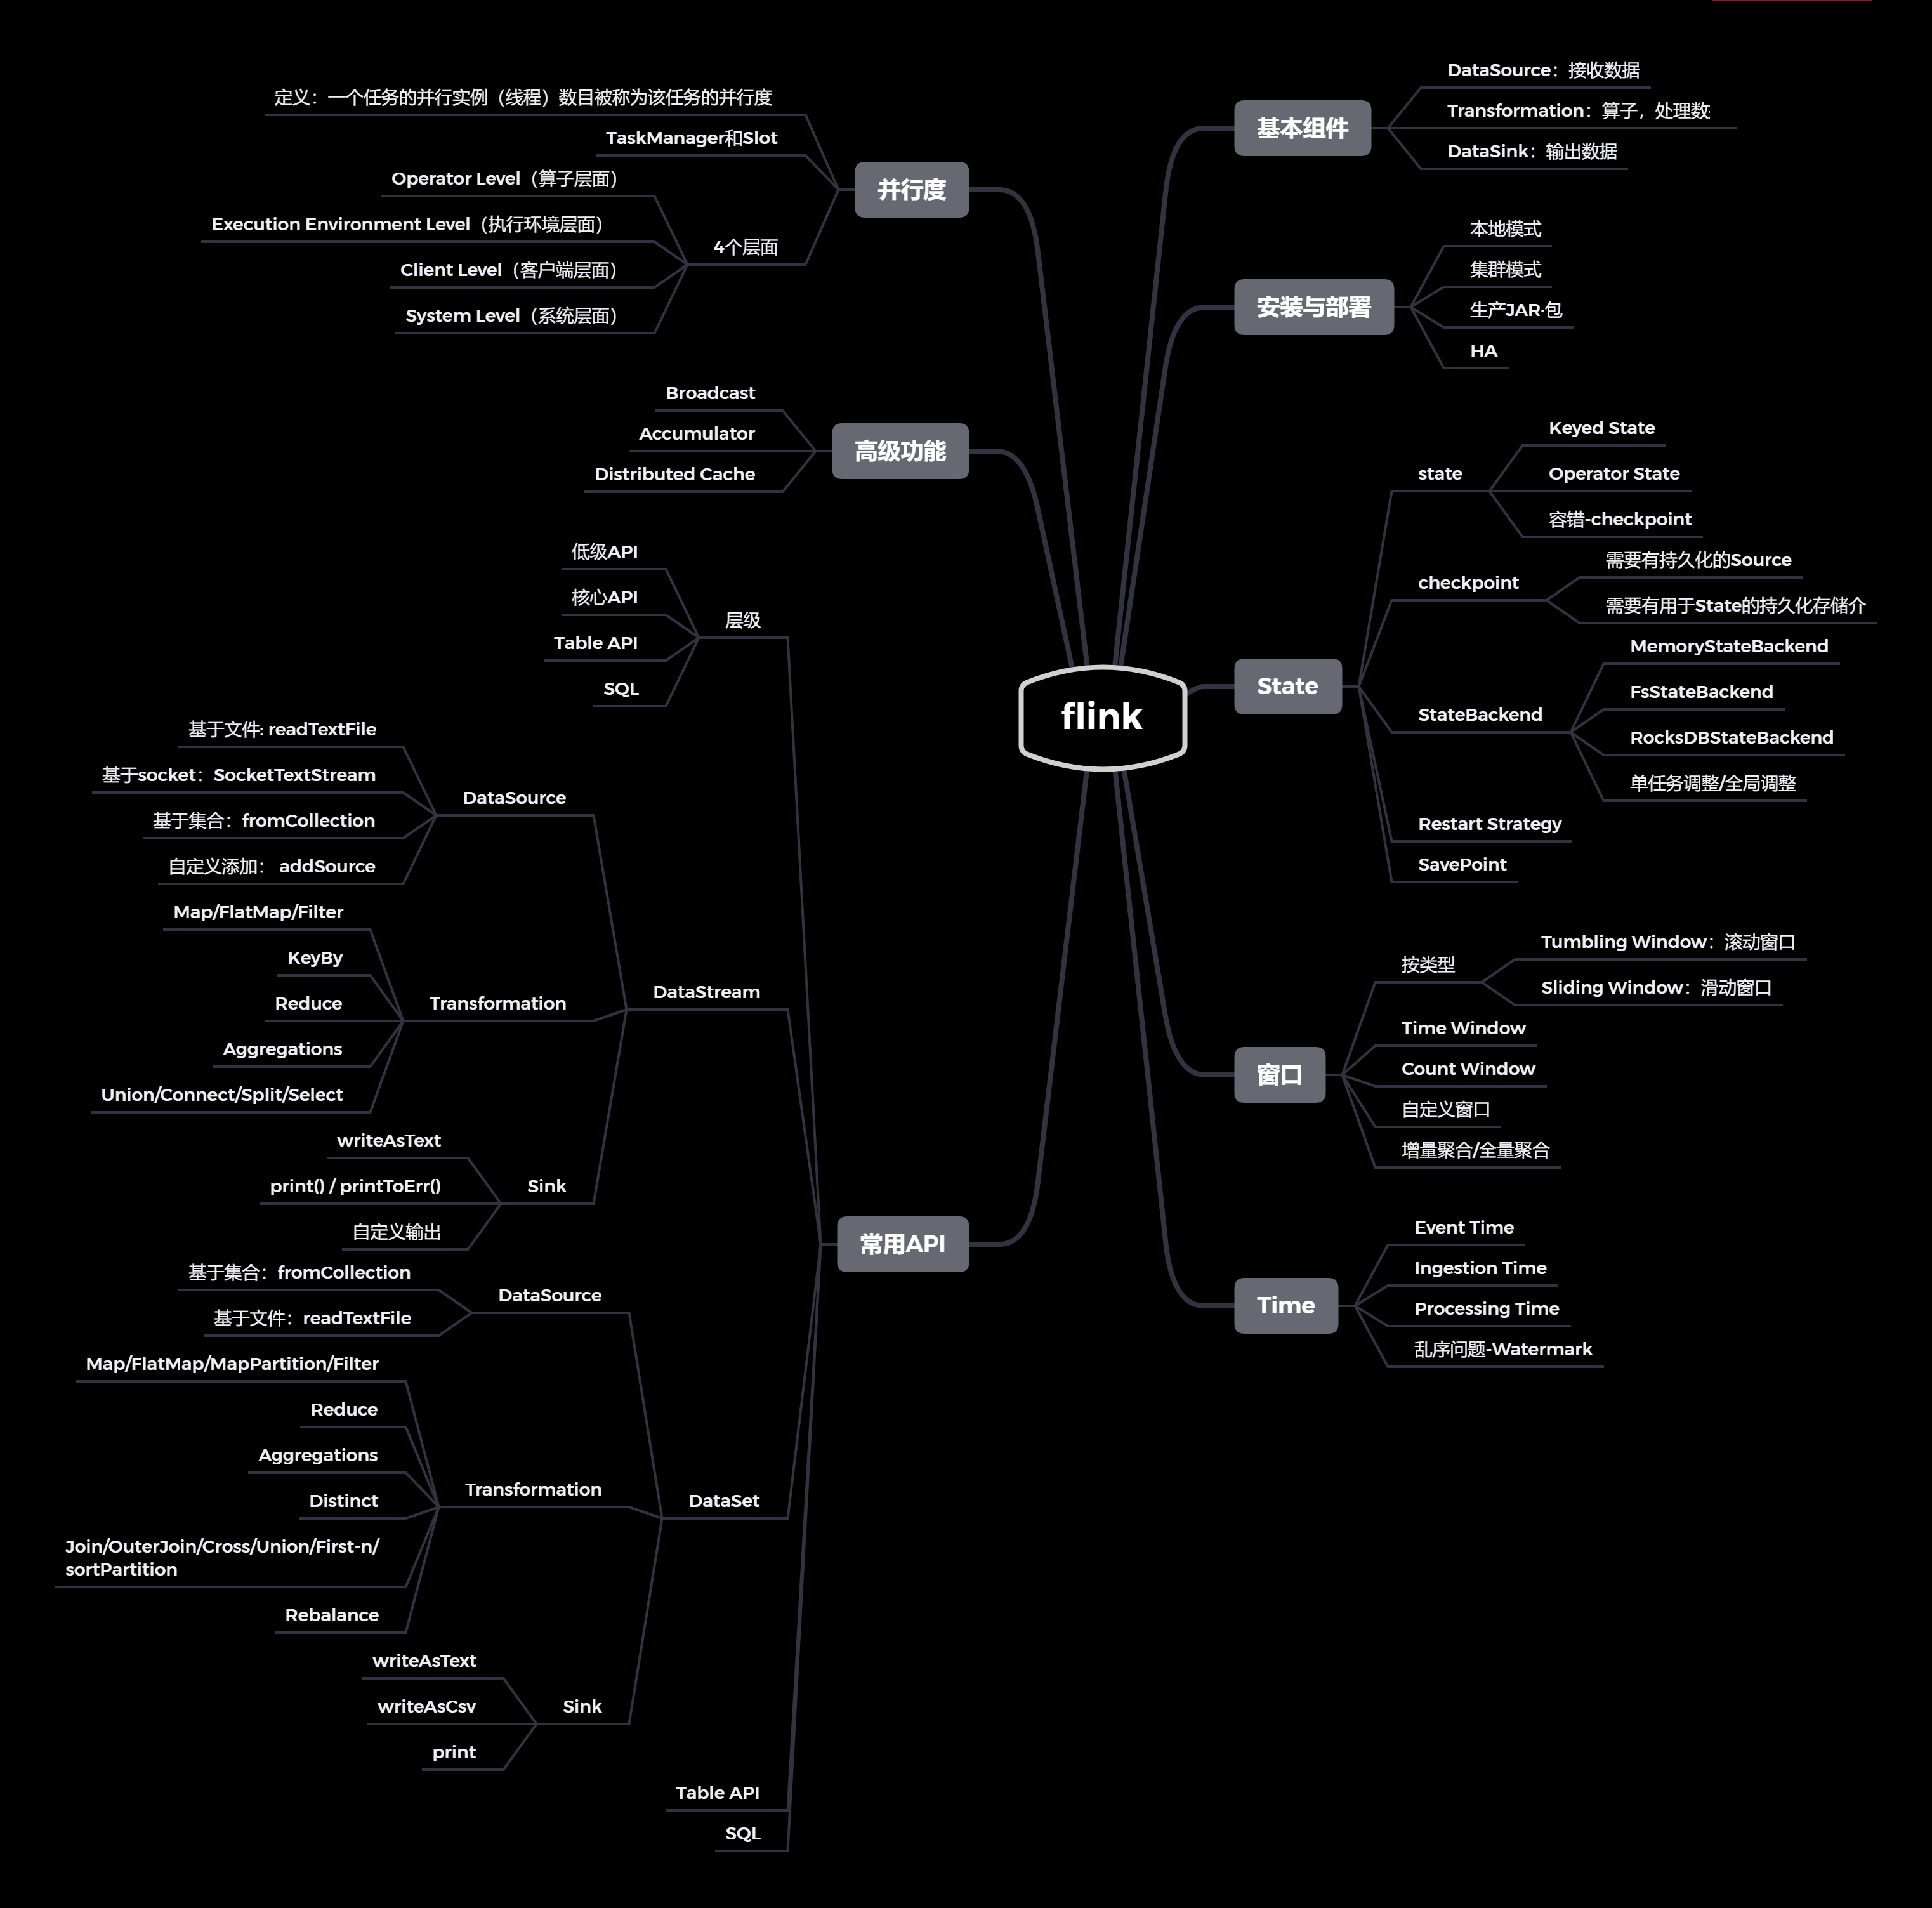 flink
基本组件
DataSource：接收数据
Transformation：算子，处理数
DataSink：输出数据
安装与部署
本地模式
集群模式
生产JAR·包
HA
State
state
Keyed State
Operator State
容错-checkpoint
checkpoint
需要有持久化的Source
需要有用于State的持久化存储介
StateBackend
MemoryStateBackend
FsStateBackend
RocksDBStateBackend
单任务调整/全局调整
Restart Strategy
SavePoint
窗口
按类型
Tumbling Window：滚动窗口
Sliding Window：滑动窗口
Time Window
Count Window
自定义窗口
增量聚合/全量聚合
Time
Event Time
Ingestion Time
Processing Time
乱序问题-Watermark
并行度
定义：一个任务的并行实例（线程）数目被称为该任务的并行度
TaskManager和Slot
4个层面
Operator Level（算子层面）
Execution Environment Level（执行环境层面）
Client Level（客户端层面）
System Level（系统层面）
高级功能
Broadcast
Accumulator
Distributed Cache
常用API
层级
低级API
核心API
Table API
SQL
DataStream
DataSource
基于文件: readTextFile
基于socket：SocketTextStream
基于集合：fromCollection
自定义添加： addSource
Transformation
Map/FlatMap/Filter
KeyBy
Reduce
Aggregations
Union/Connect/Split/Select
Sink
writeAsText
print() / printToErr()
自定义输出
DataSet
DataSource
基于集合：fromCollection
基于文件：readTextFile
Transformation
Map/FlatMap/MapPartition/Filter
Reduce
Aggregations
Distinct
Join/OuterJoin/Cross/Union/First-n/
sortPartition
Rebalance
Sink
writeAsText
writeAsCsv
print
Table API
SQL